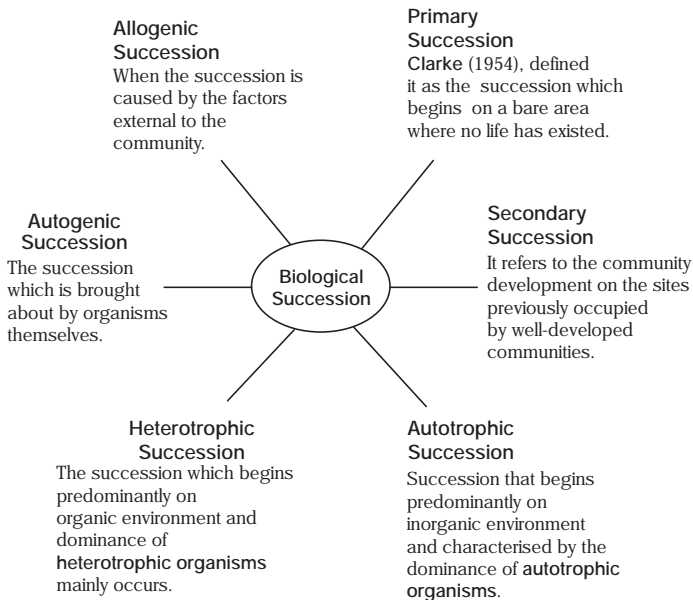 Allogenic
Succession
When the succession is
caused by the factors
external to the
community.
Primary
Succession
Clarke (1954), defined
it as the succession which
begins on a bare area
where no life has existed.
Autogenic
Succession
The succession
which is brought
about by organisms
themselves.
Biological
Succession
Secondary
Succession
It refers to the community
development on the sites
previously occupied
by well-developed
communities.
Heterotrophic
Succession
The succession which begins
predominantly on
organic environment and
dominance of
heterotrophic organisms
mainly occurs.
Autotrophic
Succession
Succession that begins
predominantly on
inorganic environment
and characterised by the
dominance of autotrophic
organisms.